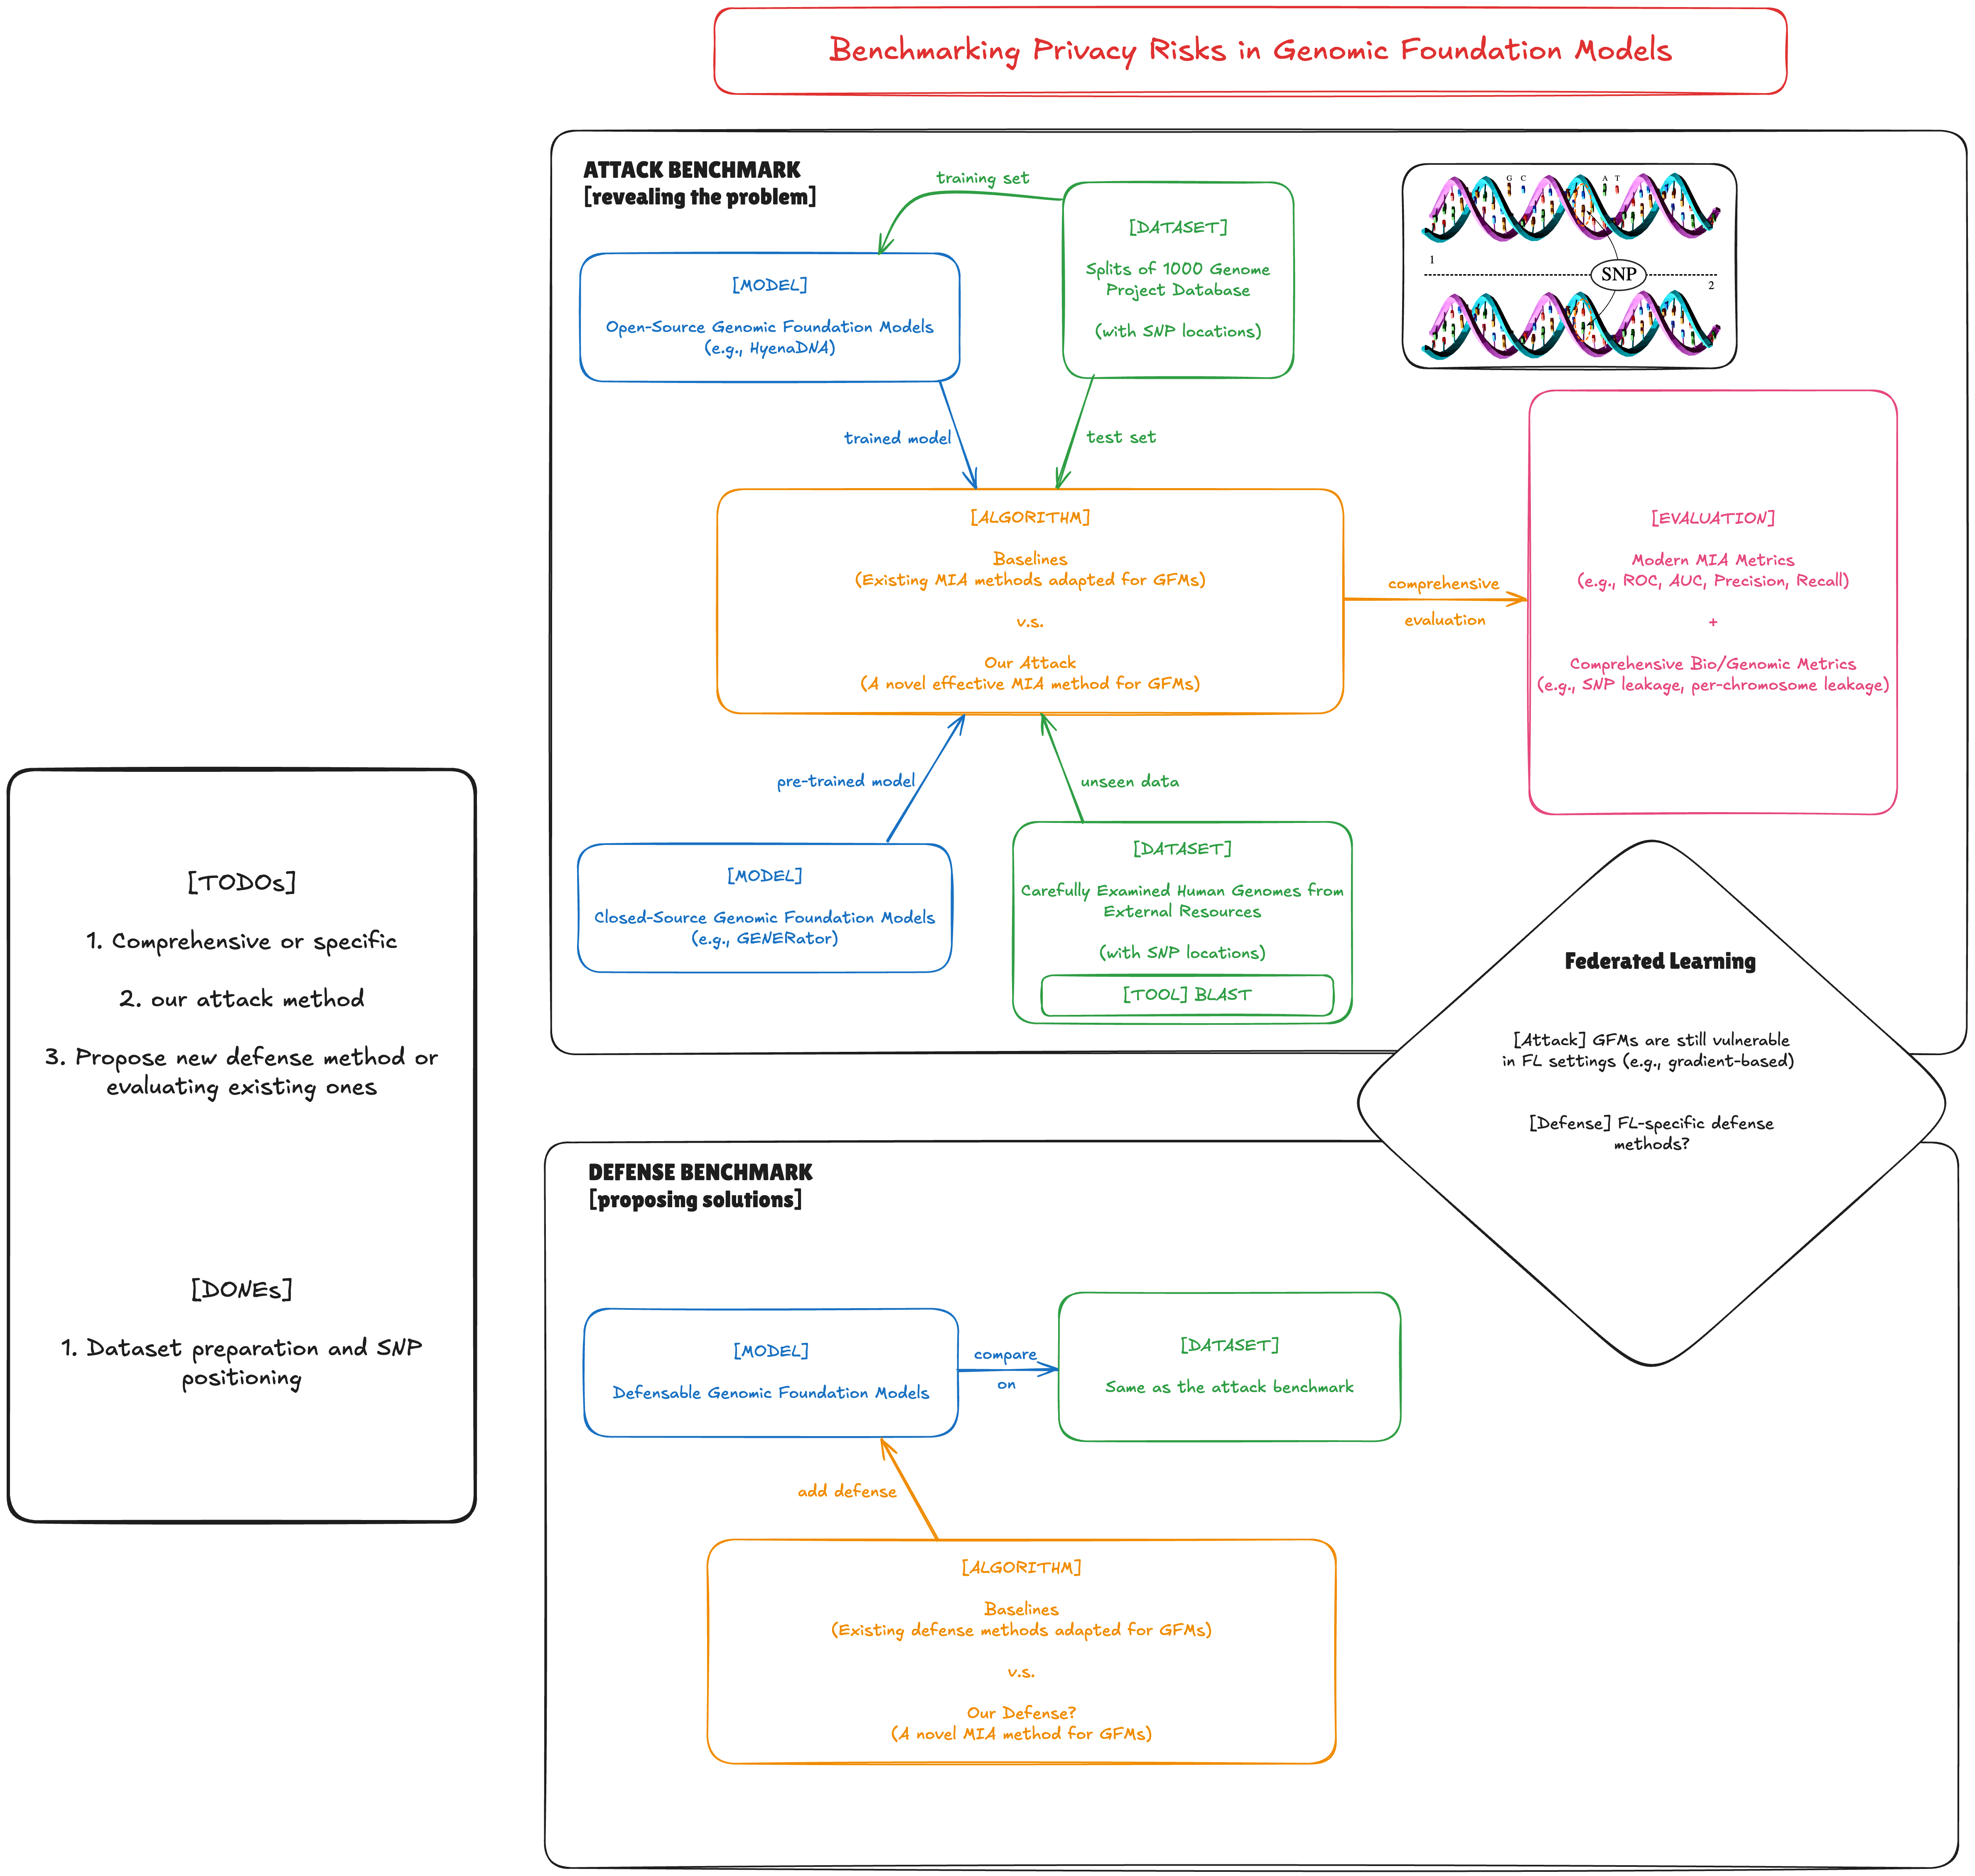 Benchmarking Privacy Risks in Genomic Foundation Models
ATTACK BENCHMARK
[revealing the problem]
training set
[DATASET]
Splits of 1000 Genome
Project Database
(with SNP locations)
G C A T
1
SNP
2
[MODEL]
Open-Source Genomic Foundation Models
(e.g., HyenaDNA)
trained model
test set
[ALGORITHM]
Baselines
(Existing MIA methods adapted for GFMs)
v.s.
Our Attack
(A novel effective MIA method for GFMs)
comprehensive
evaluation
[EVALUATION]
Modern MIA Metrics
(e.g., ROC, AUC, Precision, Recall)
+
Comprehensive Bio/Genomic Metrics
(e.g., SNP leakage, per-chromosome leakage)
pre-trained model
unseen data
[MODEL]
Closed-Source Genomic Foundation Models
(e.g., GENERator)
[DATASET]
Carefully Examined Human Genomes from
External Resources
(with SNP locations)
[TOOL] BLAST
Federated Learning
[Attack] GFMs are still vulnerable
in FL settings (e.g., gradient-based)
[Defense] FL-specific defense
methods?
[TODOs]
1. Comprehensive or specific
2. our attack method
3. Propose new defense method or
evaluating existing ones
[DONEs]
1. Dataset preparation and SNP
positioning
DEFENSE BENCHMARK
[proposing solutions]
[MODEL]
Defensable Genomic Foundation Models
compare
on
[DATASET]
Same as the attack benchmark
add defense
[ALGORITHM]
Baselines
(Existing defense methods adapted for GFMs)
v.s.
Our Defense?
(A novel MIA method for GFMs)